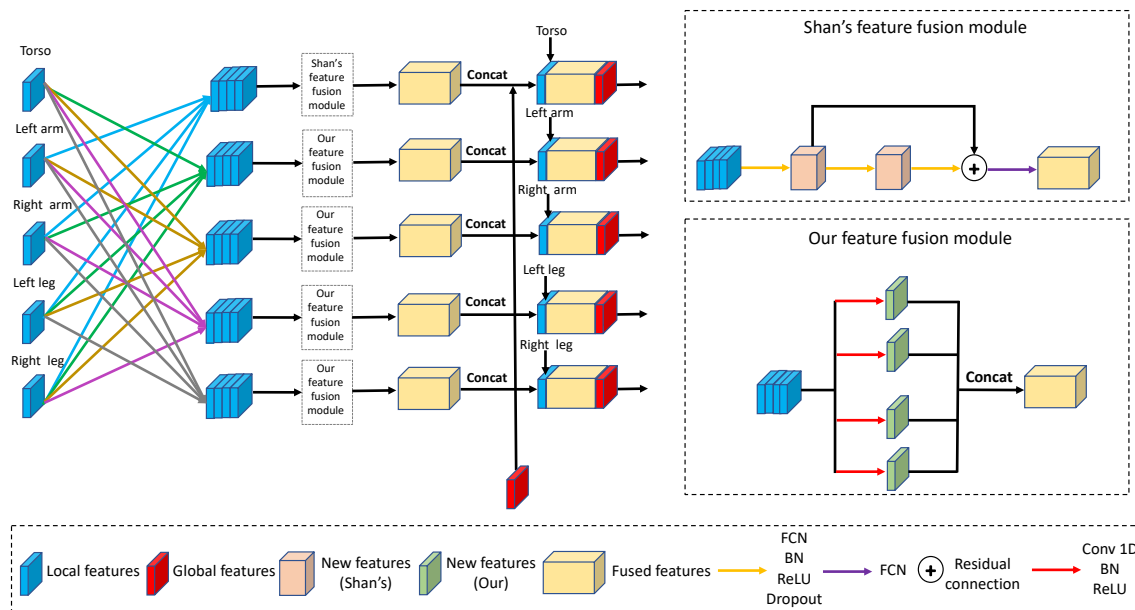 Torso
Left arm
Right arm
Left leg
Right leg
Shan's
feature
fusion
module
Our
feature
fusion
module
Our
feature
fusion
module
Our
feature
fusion
module
Our
feature
fusion
module
Concat
Concat
Concat
Concat
Concat
Torso
Left arm
Right arm
Left leg
Right leg
Shan's feature fusion module
+
Our feature fusion module
Concat
Local features
Global features
New features
(Shan's)
New features
(Our)
Fused features
FCN
BN
ReLU
Dropout
FCN
+
Residual
connection
Conv 1D
BN
ReLU